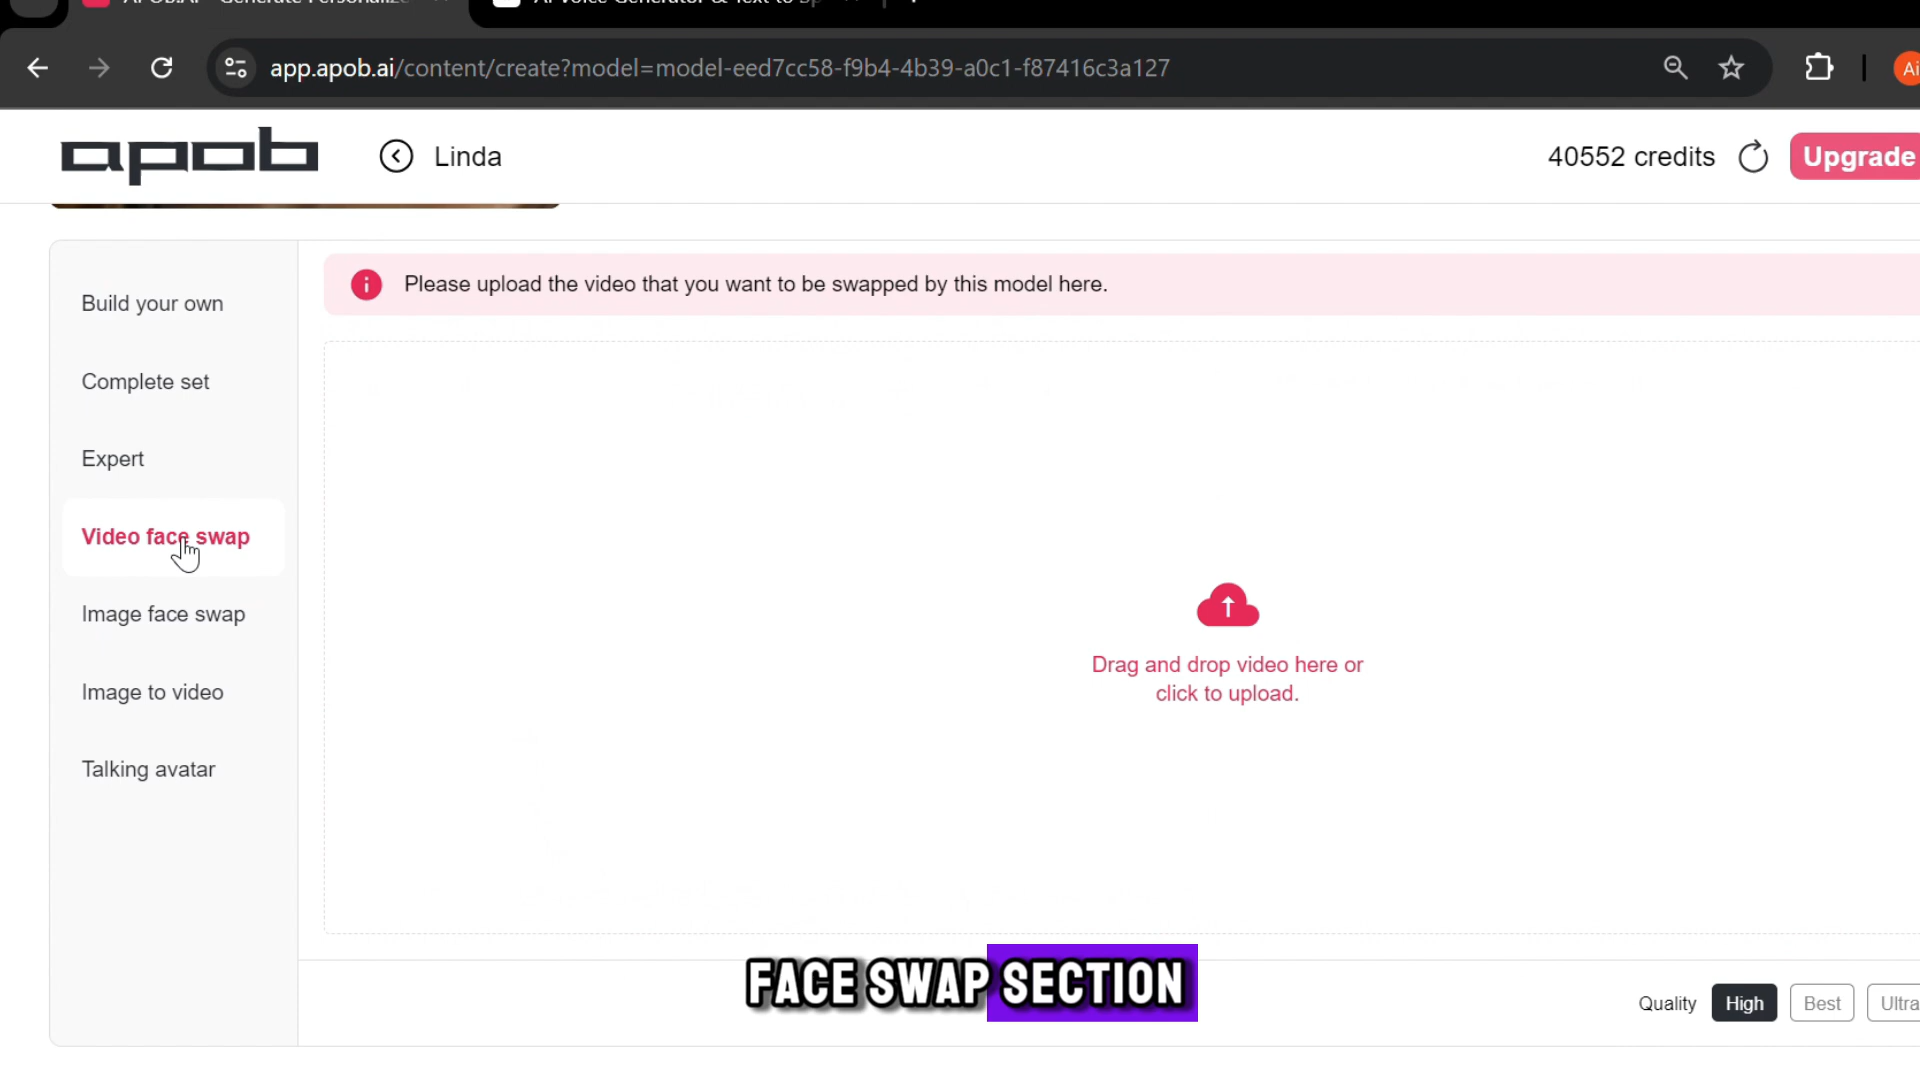 app.apob.ai/content/create?model=model-eed7cc58-f9b4-4b39-a0c1-f87416c3a127
Ai
apob
Linda
40552 credits
Upgrade
Please upload the video that you want to be swapped by this model here.
Build your own
Complete set
Expert
Video face swap
Image face swap
Image to video
Talking avatar
Drag and drop video here or
click to upload.
FACE SWAP SECTION
Quality High Best Ultra